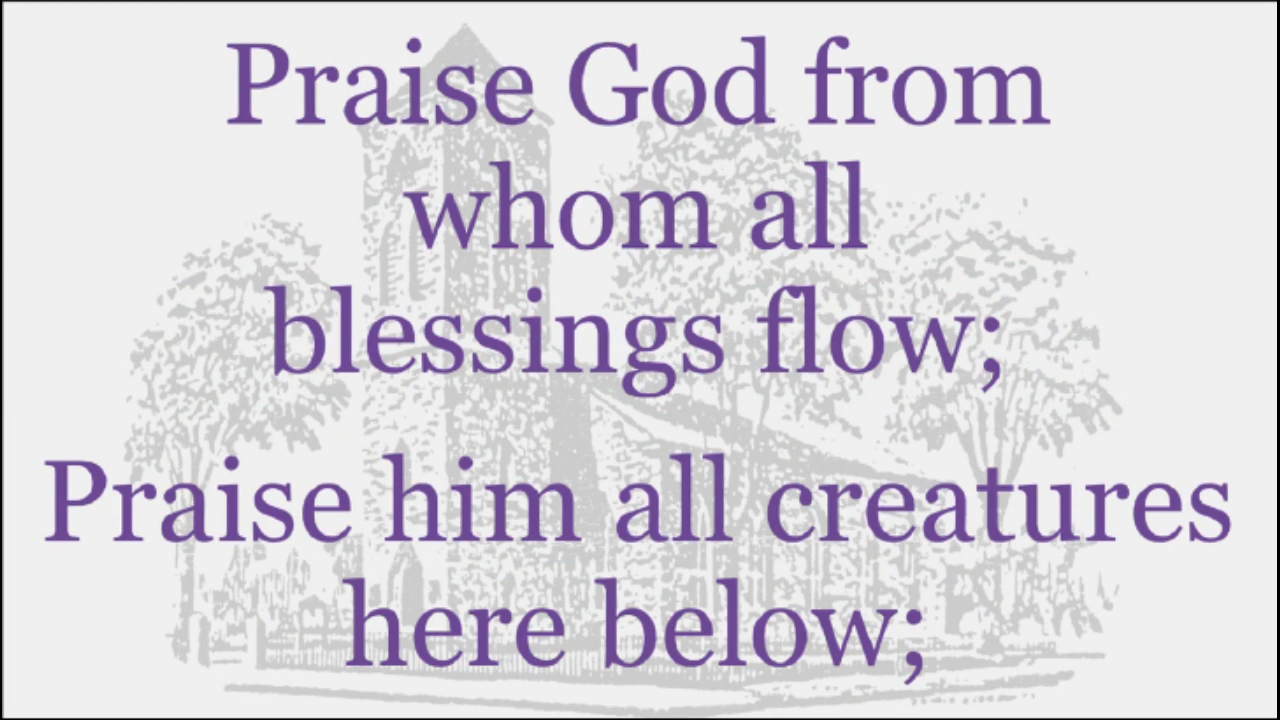 Praise God from
whom all
blessings flow;
Praise him all creatures
here below;